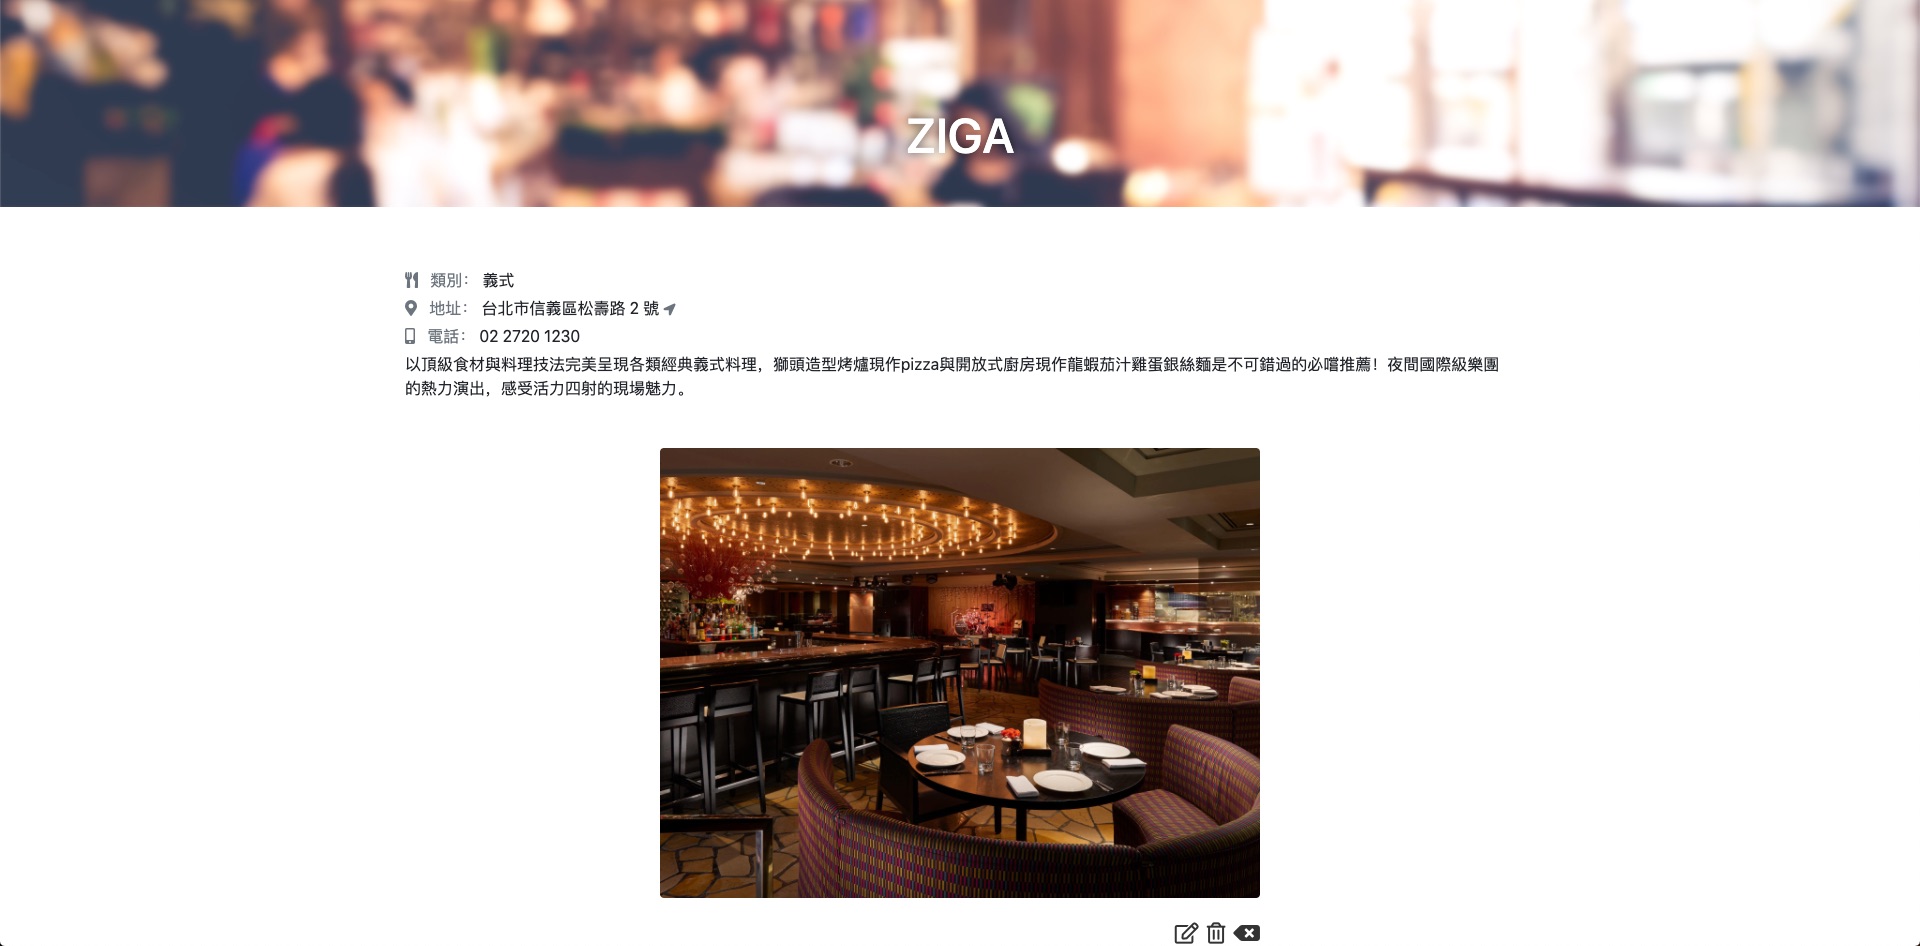 ZIGA
類別： 義式
地址： 台北市信義區松壽路 2 號
電話： 02 2720 1230
以頂級食材與料理技法完美呈現各類經典義式料理，獅頭造型烤爐現作pizza與開放式廚房現作龍蝦茄汁雞蛋銀絲麵是不可錯過的必嚐推薦！夜間國際級樂團
的熱力演出，感受活力四射的現場魅力。